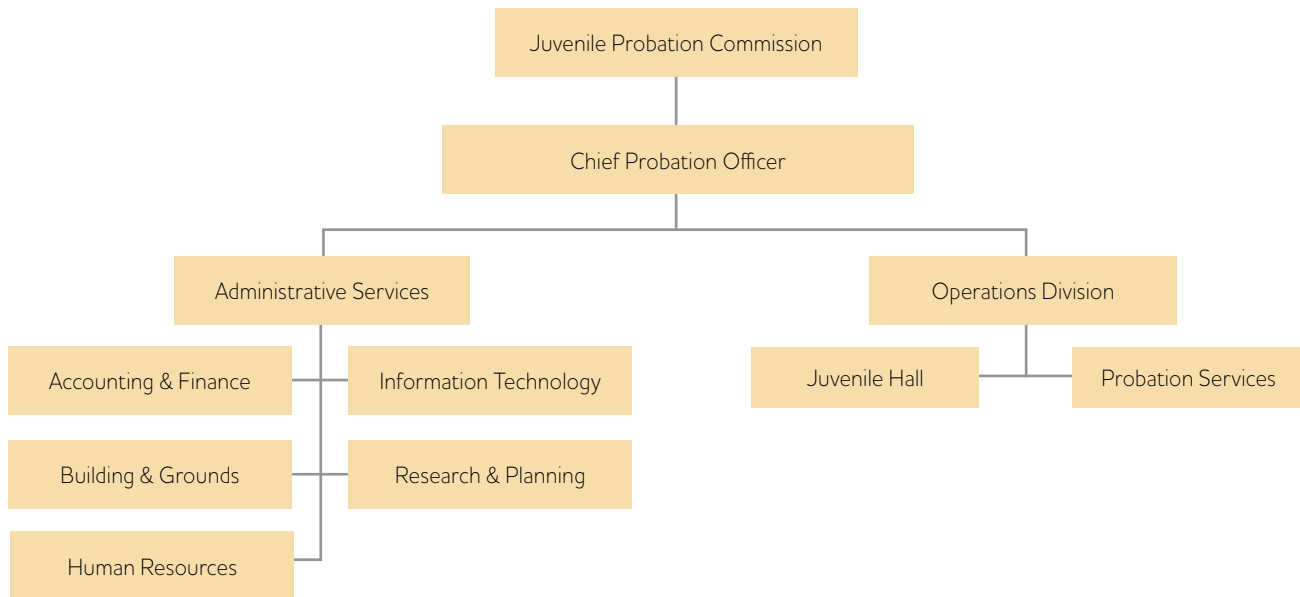 Juvenile Probation Commission
Chief Probation Officer
Administrative Services
Operations Division
Accounting & Finance
Information Technology
Juvenile Hall
Probation Services
Building & Grounds
Research & Planning
Human Resources